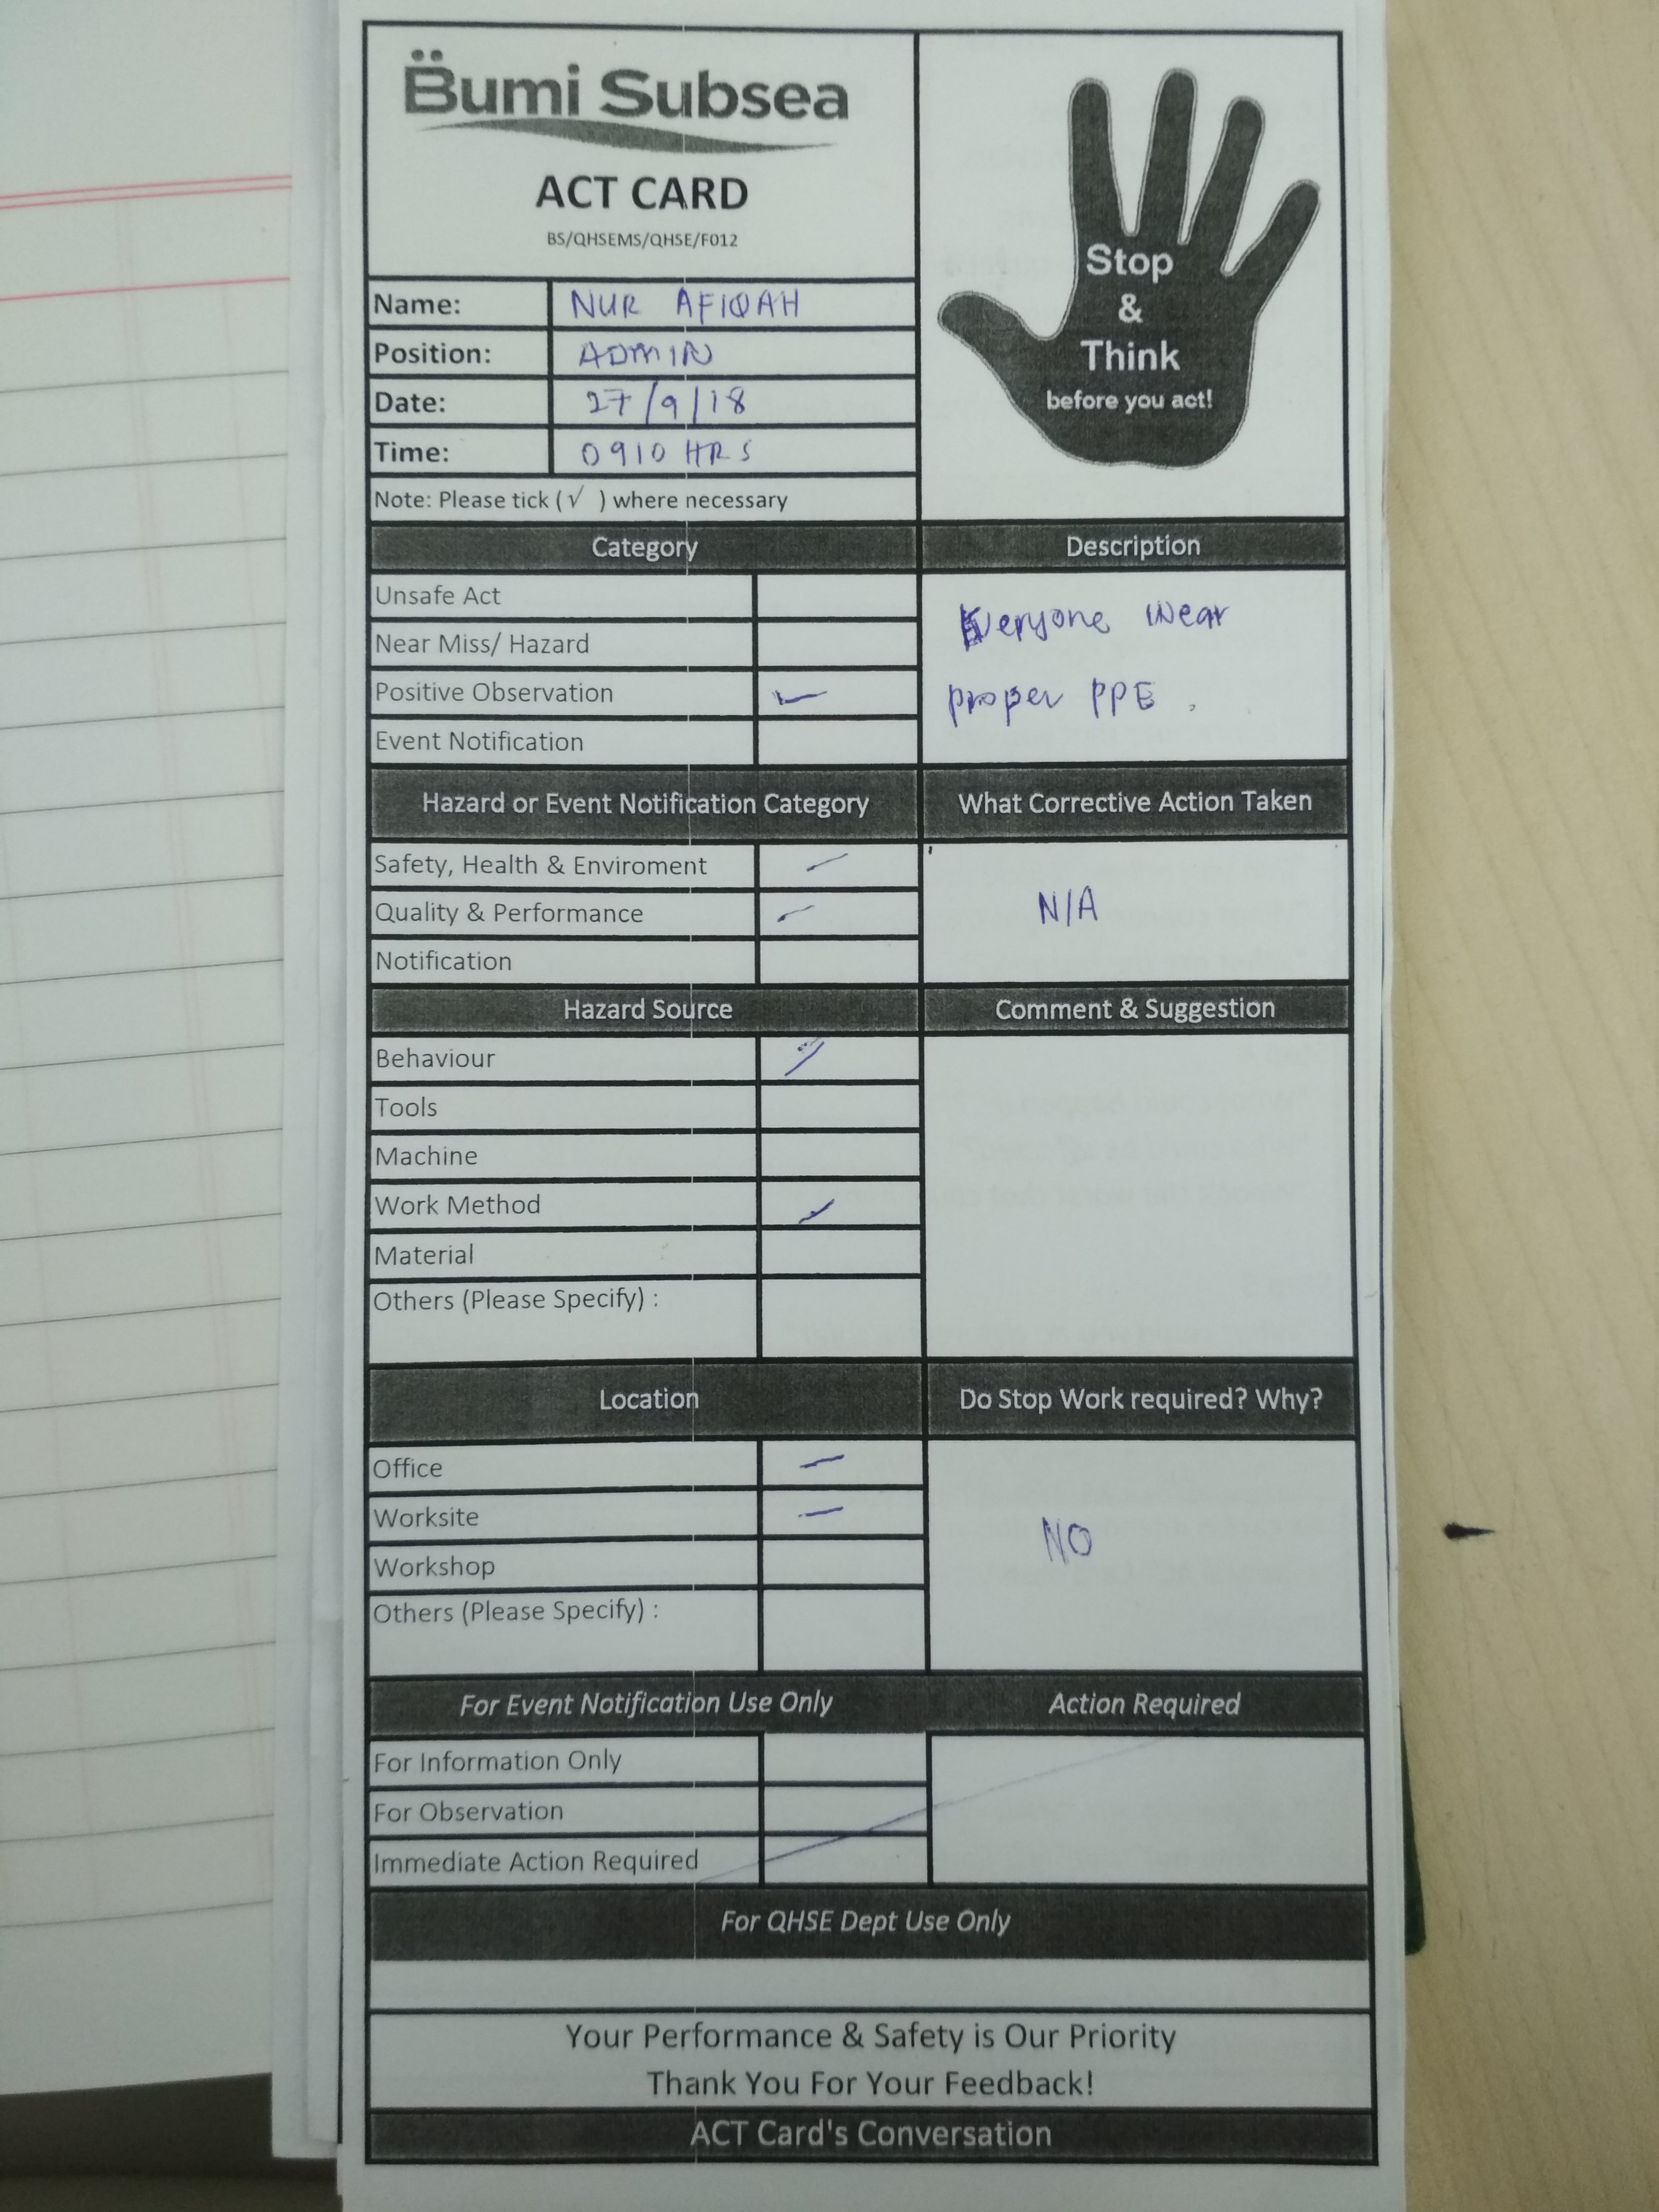 Bumi Subsea
ACT CARD
BS/QHSEMS/QHSE/F012
Stop
&
Think
before you act!
Name: NUR AFIQAH
Position: ADMIN
Date: 27/9/18
Time: 0910 HRS
Note: Please tick (√ ) where necessary
Category
Description
Unsafe Act
Near Miss/ Hazard
Positive Observation ✓
Event Notification
Everyone wear
proper PPE.
Hazard or Event Notification Category
What Corrective Action Taken
Safety, Health & Enviroment ✓
Quality & Performance ✓
Notification
N/A
Hazard Source
Comment & Suggestion
Behaviour ✓
Tools
Machine
Work Method ✓
Material
Others (Please Specify) :
Location
Do Stop Work required? Why?
Office ✓
Worksite ✓
Workshop
Others (Please Specify) :
NO
For Event Notification Use Only
Action Required
For Information Only
For Observation
Immediate Action Required
For QHSE Dept Use Only
Your Performance & Safety is Our Priority
Thank You For Your Feedback!
ACT Card's Conversation